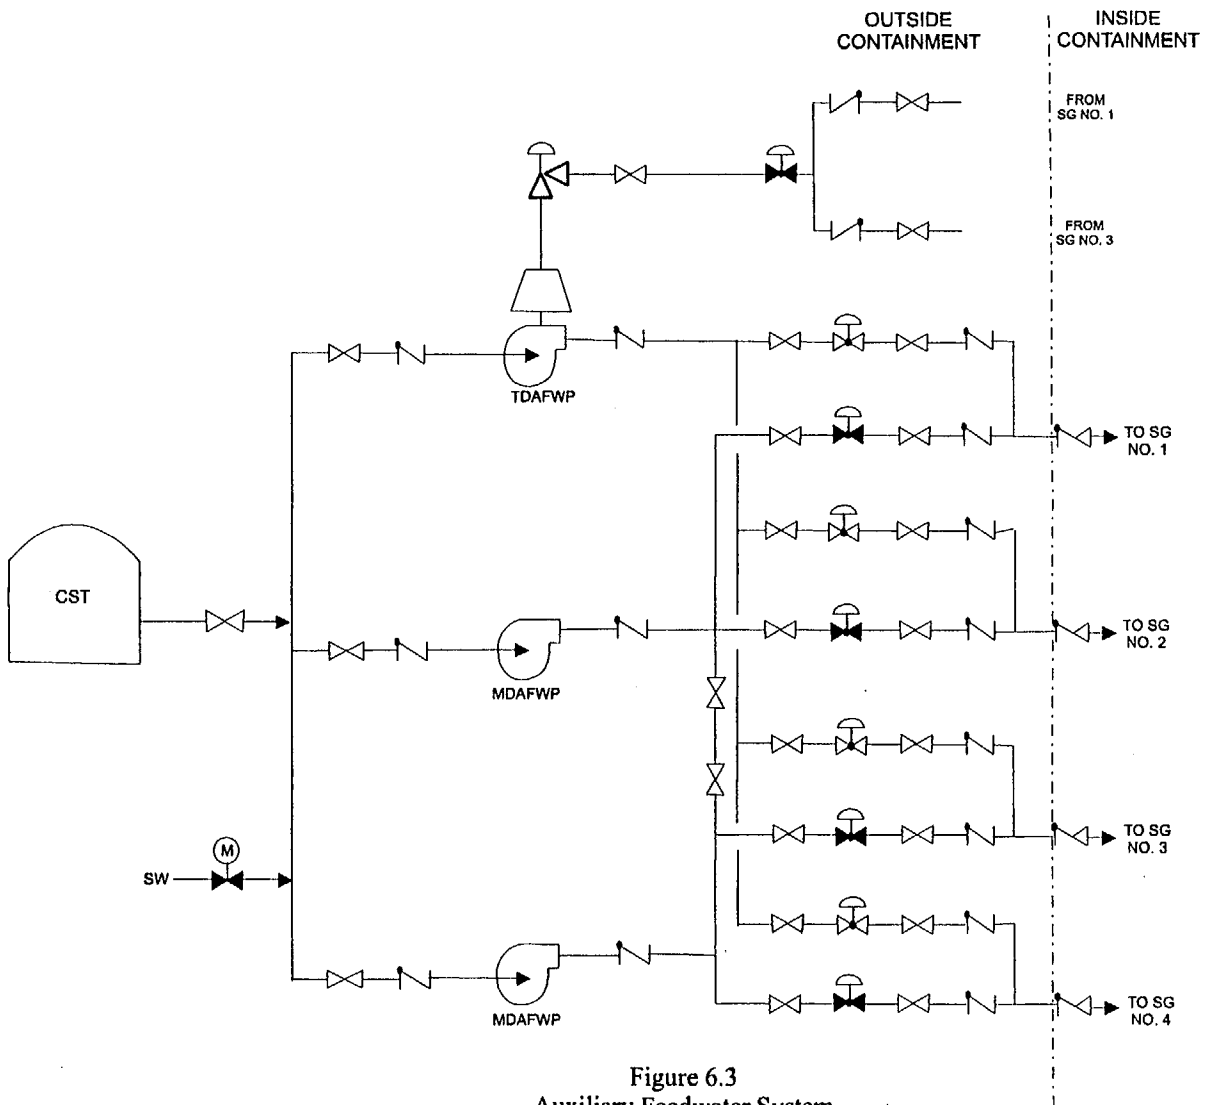 OUTSIDE
CONTAINMENT
INSIDE
CONTAINMENT
FROM
SG NO. 1
FROM
SG NO. 3
TDAFWP
TO SG
NO. 1
CST
TO SG
NO. 2
MDAFWP
TO SG
NO. 3
M
SW
TO SG
NO. 4
MDAFWP
Figure 6.3
Auxiliary Feedwater System